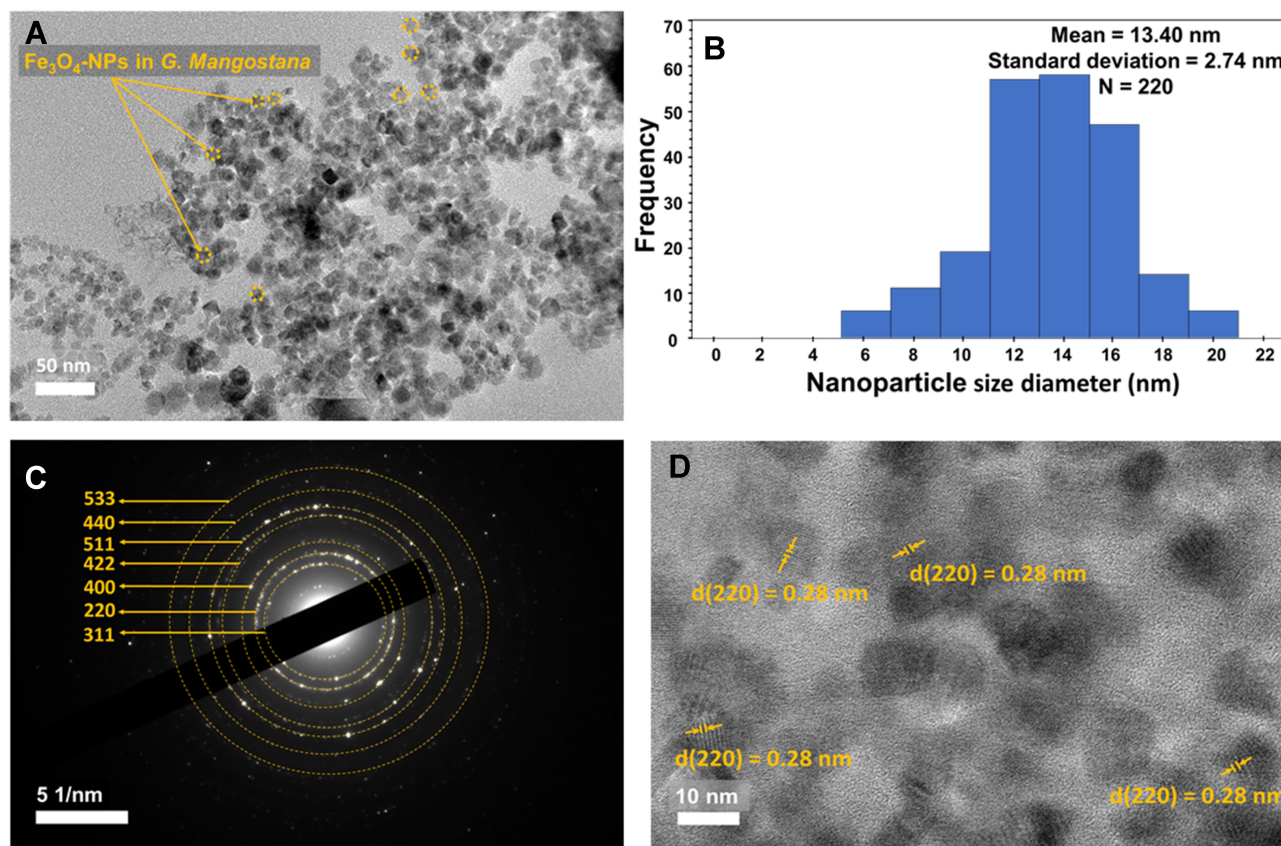 A
Fe₃O₄-NPs in G. Mangostana
50 nm
B
Mean = 13.40 nm
Standard deviation = 2.74 nm
N = 220
Frequency
70
60
50
40
30
20
10
0
0 2 4 6 8 10 12 14 16 18 20 22
Nanoparticle size diameter (nm)
C
533
440
511
422
400
220
311
5 1/nm
D
d(220) = 0.28 nm
d(220) = 0.28 nm
d(220) = 0.28 nm
d(220) = 0.28 nm
10 nm